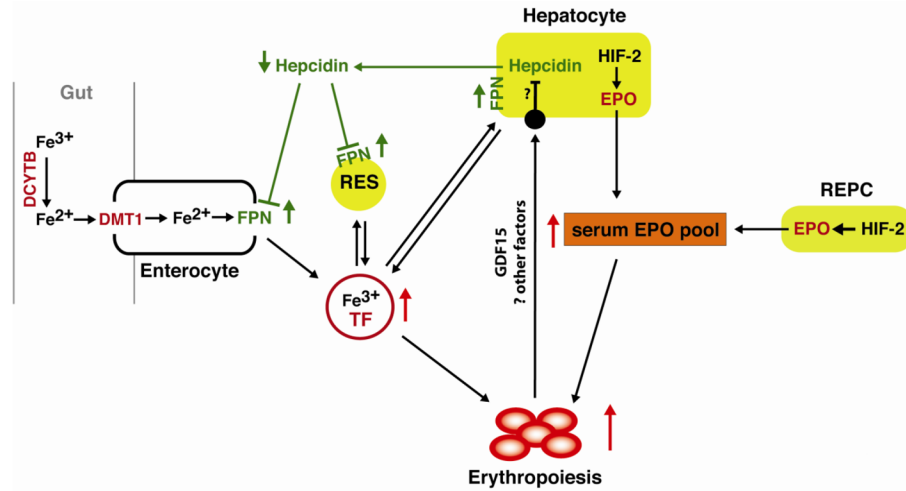 Hepatocyte
Hepcidin
Hepcidin
HIF-2
EPO
FPN
?
Gut
Fe3+
DCYTB
Fe2+
DMT1
Fe2+
FPN
Enterocyte
FPN
RES
REPC
EPO
HIF-2
serum EPO pool
GDF15
? other factors
Fe3+
TF
Erythropoiesis